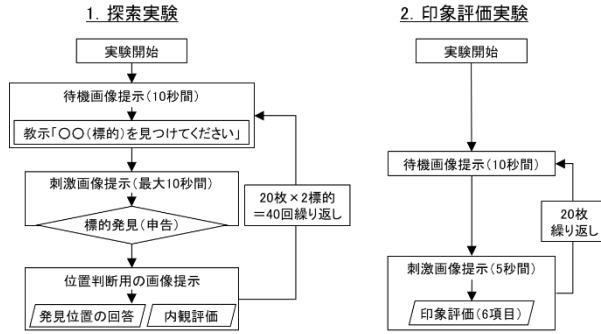 1. 探索実験
実験開始
待機画像提示(10秒間)
教示「〇〇(標的)を見つけてください」
刺激画像提示(最大10秒間)
標的発見(申告)
20枚×2標的
＝40回繰り返し
位置判断用の画像提示
発見位置の回答
内観評価
2. 印象評価実験
実験開始
待機画像提示(10秒間)
20枚
繰り返し
刺激画像提示(5秒間)
印象評価(6項目)